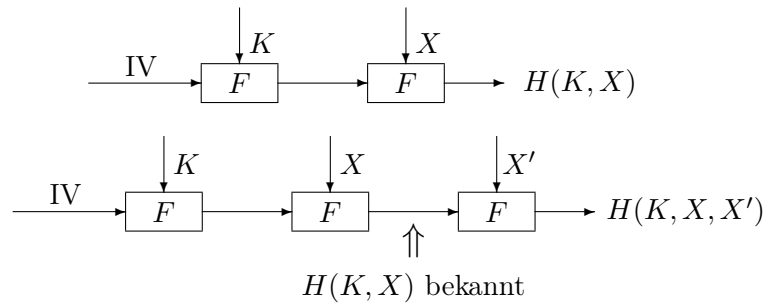 K X
IV F F H(K, X)
K X X′
IV F F F H(K, X, X′)
⇑
H(K, X) bekannt